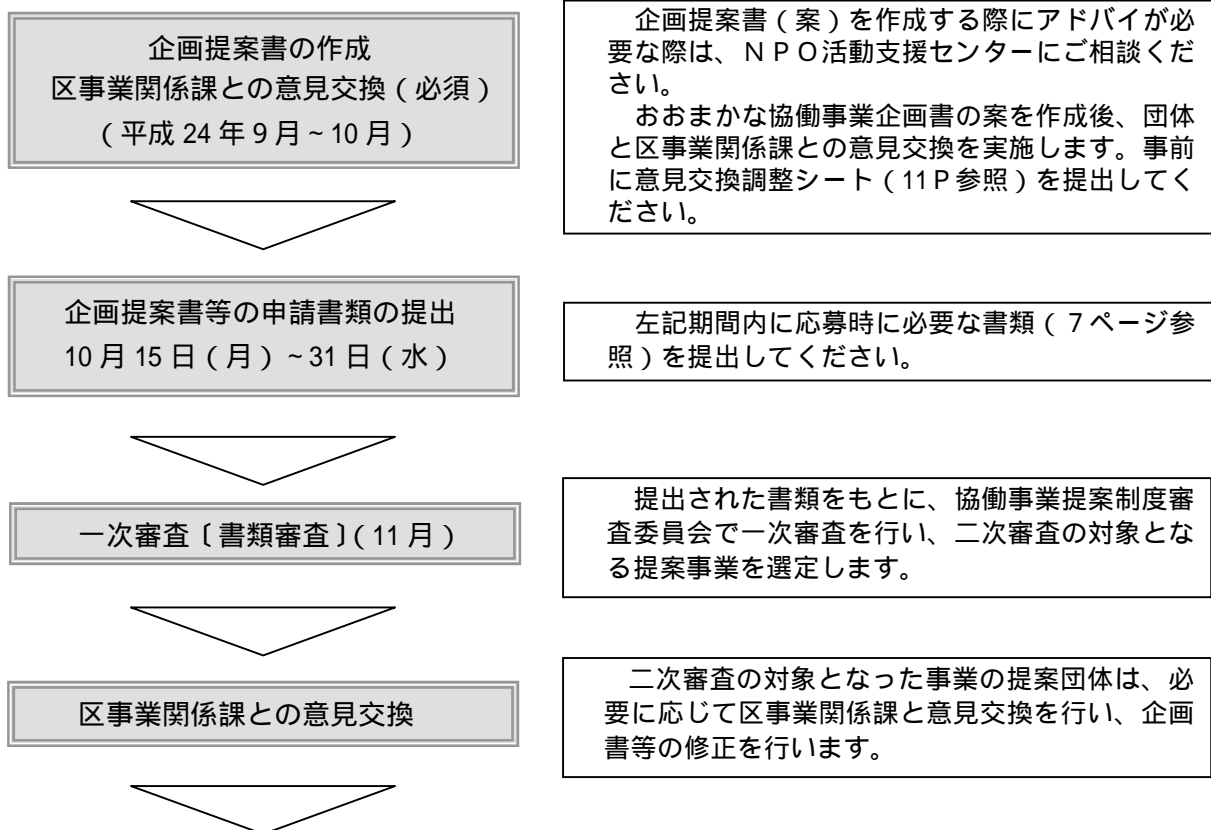 企画提案書の作成
区事業関係課との意見交換(必須)
(平成24年9月~10月)
企画提案書(案)を作成する際にアドバイが必
要な際は、NPO活動支援センターにご相談くだ
さい。
おおまかな協働事業企画書の案を作成後、団体
と区事業関係課との意見交換を実施します。事前
に意見交換調整シート(11P参照)を提出してく
ださい。
企画提案書等の申請書類の提出
10月15日(月)~31日(水)
左記期間内に応募時に必要な書類(7ページ参
照)を提出してください。
一次審査〔書類審査〕(11月)
提出された書類をもとに、協働事業提案制度審
査委員会で一次審査を行い、二次審査の対象とな
る提案事業を選定します。
区事業関係課との意見交換
二次審査の対象となった事業の提案団体は、必
要に応じて区事業関係課と意見交換を行い、企画
書等の修正を行います。